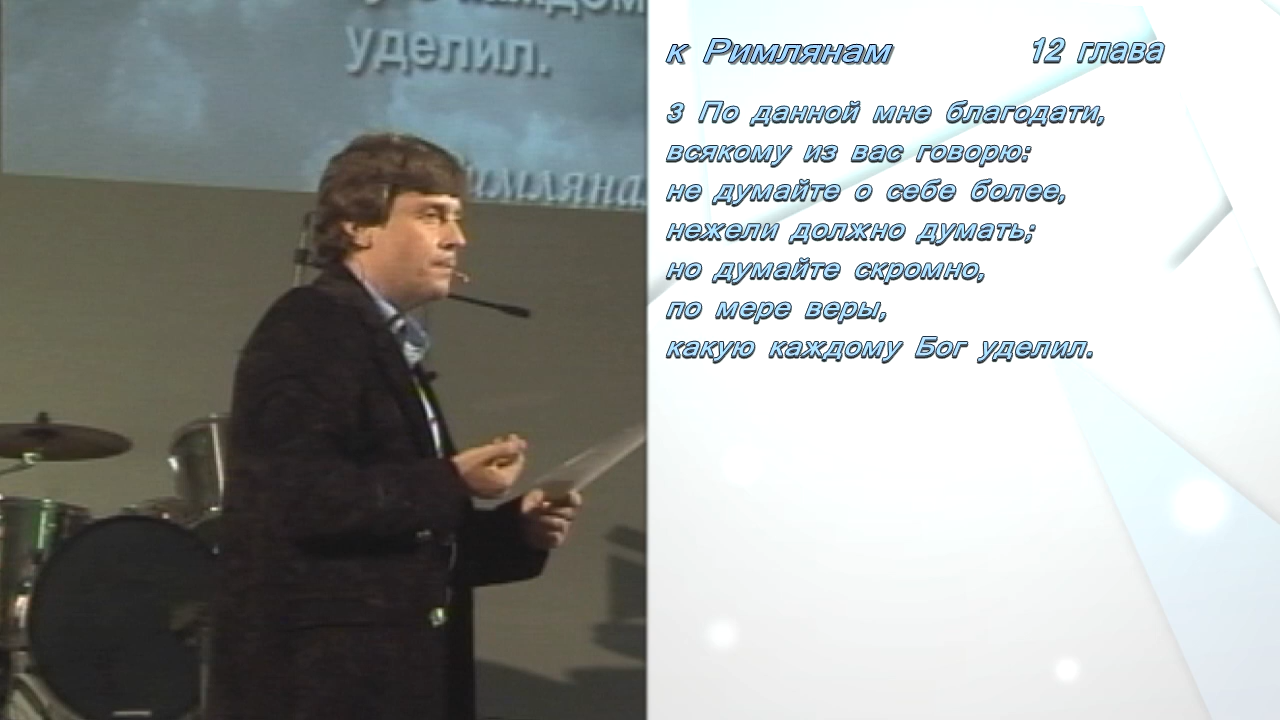 каждом
уделил.
к Римлянам 12 глава
3 По данной мне благодати,
всякому из вас говорю:
не думайте о себе более,
нежели должно думать;
но думайте скромно,
по мере веры,
какую каждому Бог уделил.